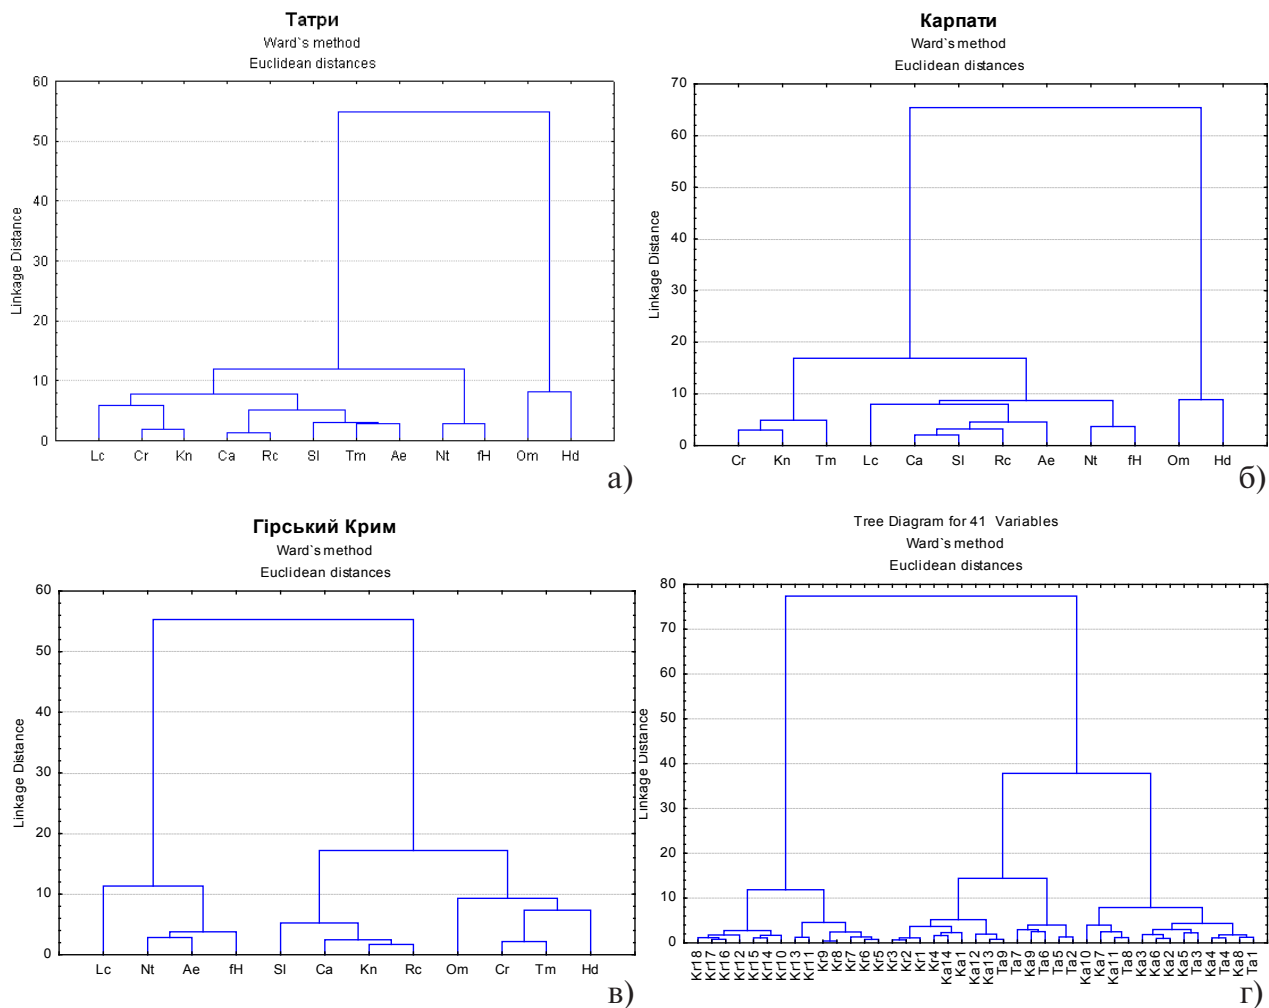 Татри
Ward`s method
Euclidean distances
60
50
40
30
20
10
0
Linkage Distance
Lc Cr Kn Ca Rc Sl Tm Ae Nt fH Om Hd
а)
Карпати
Ward`s method
Euclidean distances
70
60
50
40
30
20
10
0
Linkage Distance
Cr Kn Tm Lc Ca Sl Rc Ae Nt fH Om Hd
б)
Гірський Крим
Ward`s method
Euclidean distances
60
50
40
30
20
10
0
Linkage Distance
Lc Nt Ae fH Sl Ca Kn Rc Om Cr Tm Hd
в)
Tree Diagram for 41 Variables
Ward`s method
Euclidean distances
80
70
60
50
40
30
20
10
0
Linkage Distance
Kr18 Kr17 Kr16 Kr12 Kr15 Kr14 Kr10 Kr13 Kr11 Kr9 Kr8 Kr7 Kr6 Kr5 Kr3 Kr2 Kr1 Kr4 Ka14 Ka1 Ka12 Ka13 Ta9 Ta7 Ka9 Ta6 Ta5 Ta2 Ka10 Ka7 Ka11 Ta8 Ka3 Ka6 Ka2 Ka5 Ta3 Ka4 Ta4 Ka8 Ta1
г)